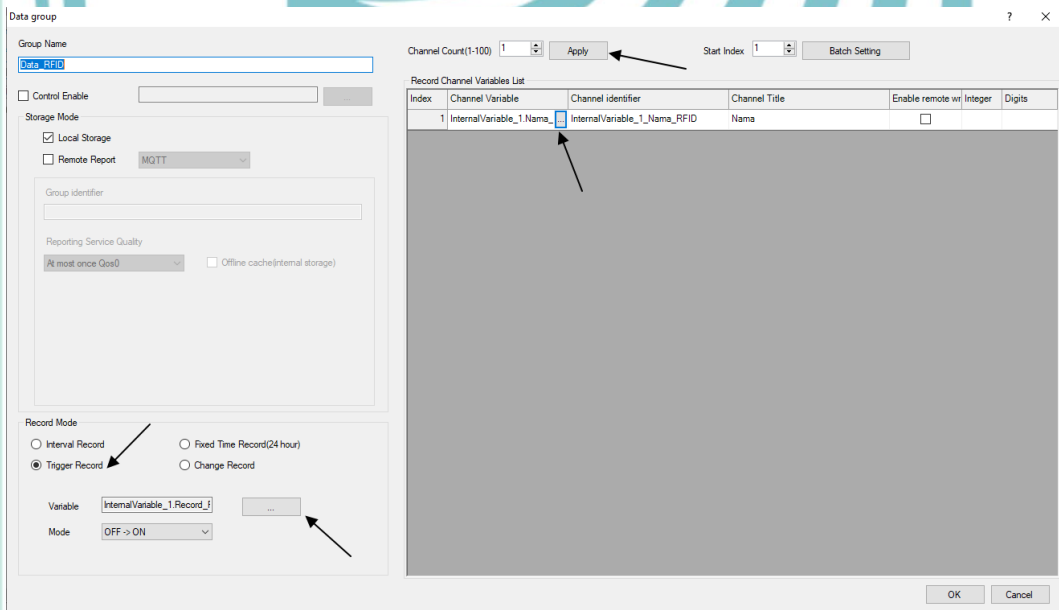 Data group
Group Name
Data_RFID
Control Enable
...
Storage Mode
Local Storage
Remote Report MQTT
Group identifier
Reporting Service Quality
At most once Qos0 Offline cache(internal storage)
Record Mode
Interval Record Fixed Time Record(24 hour)
Trigger Record Change Record
Variable InternalVariable_1.Record_F ...
Mode OFF -> ON
Channel Count(1-100) 1 Apply Start Index 1 Batch Setting
Record Channel Variables List
Index Channel Variable Channel identifier Channel Title Enable remote wr Integer Digits
1 InternalVariable_1.Nama_ ... InternalVariable_1_Nama_RFID Nama
OK Cancel